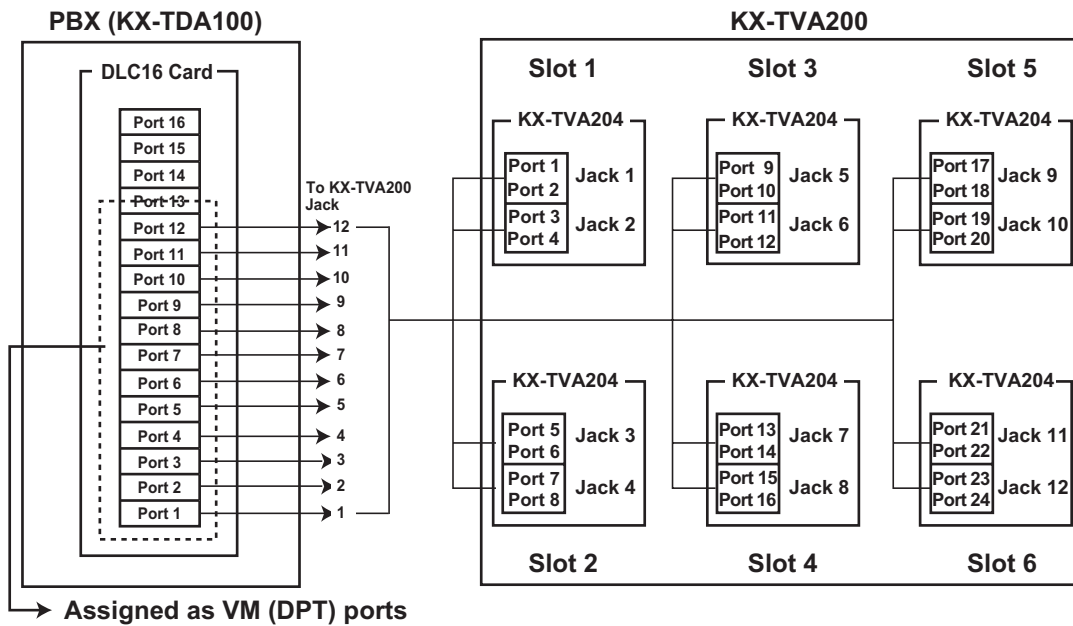 PBX (KX-TDA100)
DLC16 Card
Port 16
Port 15
Port 14
Port 13
Port 12
Port 11
Port 10
Port 9
Port 8
Port 7
Port 6
Port 5
Port 4
Port 3
Port 2
Port 1
To KX-TVA200
Jack
12
11
10
9
8
7
6
5
4
3
2
1
Assigned as VM (DPT) ports
KX-TVA200
Slot 1
KX-TVA204
Port 1
Port 2
Jack 1
Port 3
Port 4
Jack 2
Slot 3
KX-TVA204
Port 9
Port 10
Jack 5
Port 11
Port 12
Jack 6
Slot 5
KX-TVA204
Port 17
Port 18
Jack 9
Port 19
Port 20
Jack 10
KX-TVA204
Port 5
Port 6
Jack 3
Port 7
Port 8
Jack 4
Slot 2
KX-TVA204
Port 13
Port 14
Jack 7
Port 15
Port 16
Jack 8
Slot 4
KX-TVA204
Port 21
Port 22
Jack 11
Port 23
Port 24
Jack 12
Slot 6